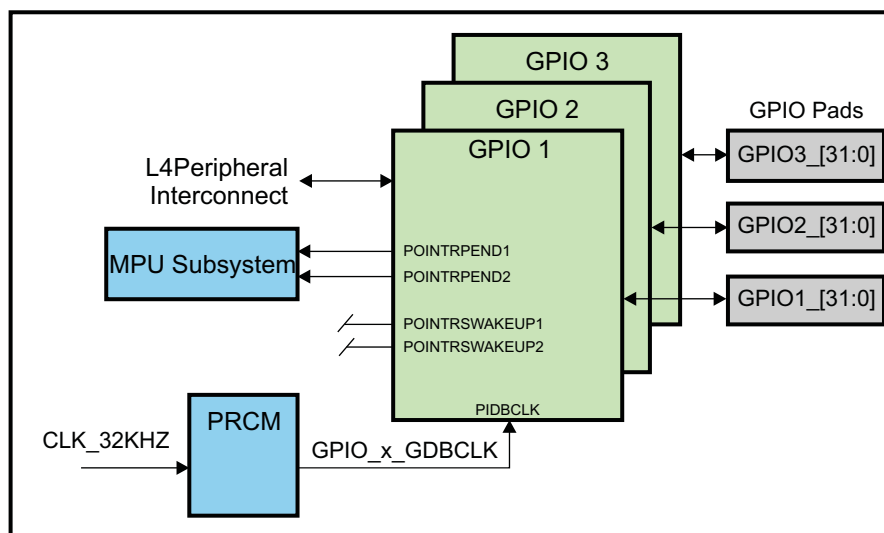 GPIO 3
GPIO 2
GPIO 1
GPIO Pads
GPIO3_[31:0]
GPIO2_[31:0]
GPIO1_[31:0]
L4Peripheral
Interconnect
MPU Subsystem
POINTRPEND1
POINTRPEND2
POINTRSWAKEUP1
POINTRSWAKEUP2
PIDBCLK
PRCM
CLK_32KHZ
GPIO_x_GDBCLK